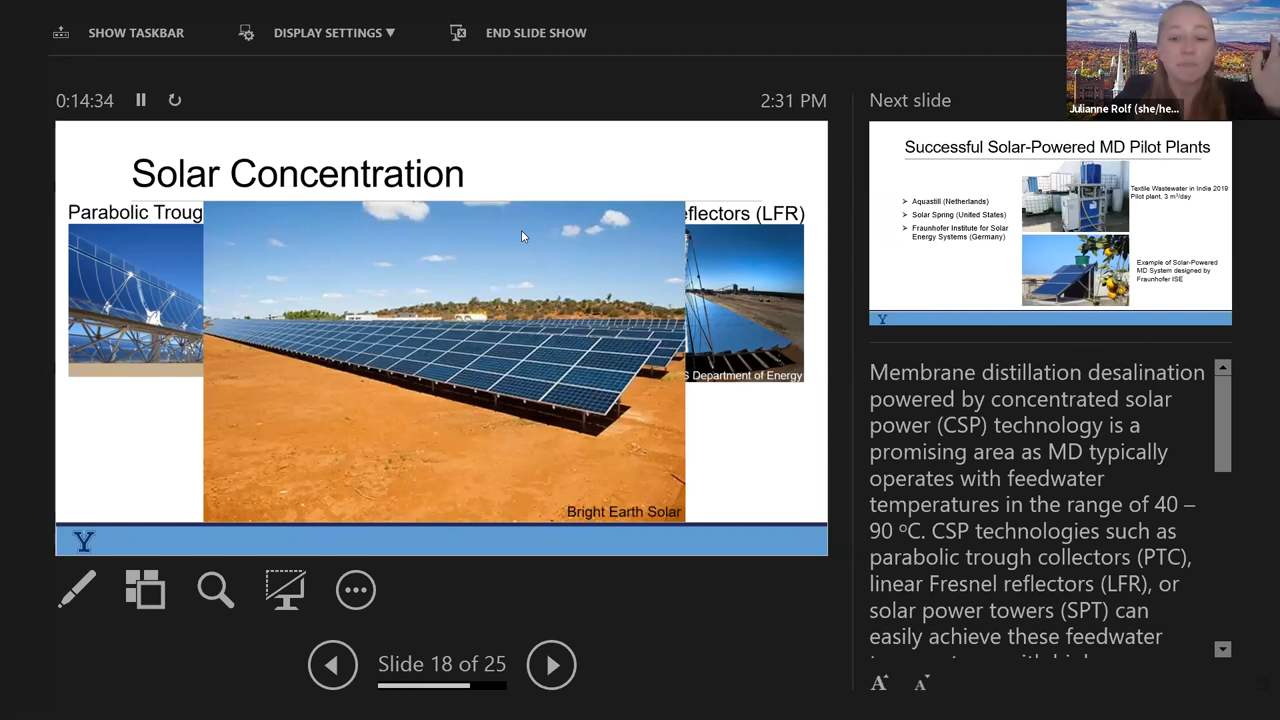 SHOW TASKBAR
DISPLAY SETTINGS ▼
END SLIDE SHOW
0:14:34
2:31 PM
Next slide
Julianne Rolf (she/he...
Solar Concentration
Parabolic Troug
eflectors (LFR)
S Department of Energy
Bright Earth Solar
Y
Successful Solar-Powered MD Pilot Plants
➢ Aquastill (Netherlands)
➢ Solar Spring (United States)
➢ Fraunhofer Institute for Solar
Energy Systems (Germany)
Textile Wastewater in India 2019
Pilot plant, 3 m³/day
Example of Solar-Powered
MD System designed by
Fraunhofer ISE
Y
Membrane distillation desalination
powered by concentrated solar
power (CSP) technology is a
promising area as MD typically
operates with feedwater
temperatures in the range of 40 –
90 ºC. CSP technologies such as
parabolic trough collectors (PTC),
linear Fresnel reflectors (LFR), or
solar power towers (SPT) can
easily achieve these feedwater
Slide 18 of 25
A A